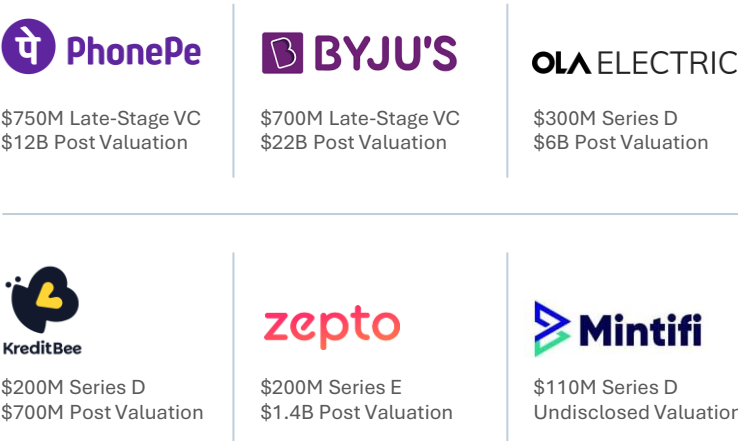 पे PhonePe
$750M Late-Stage VC
$12B Post Valuation
B BYJU'S
$700M Late-Stage VC
$22B Post Valuation
OLA ELECTRIC
$300M Series D
$6B Post Valuation
KreditBee
$200M Series D
$700M Post Valuation
zepto
$200M Series E
$1.4B Post Valuation
Mintifi
$110M Series D
Undisclosed Valuation